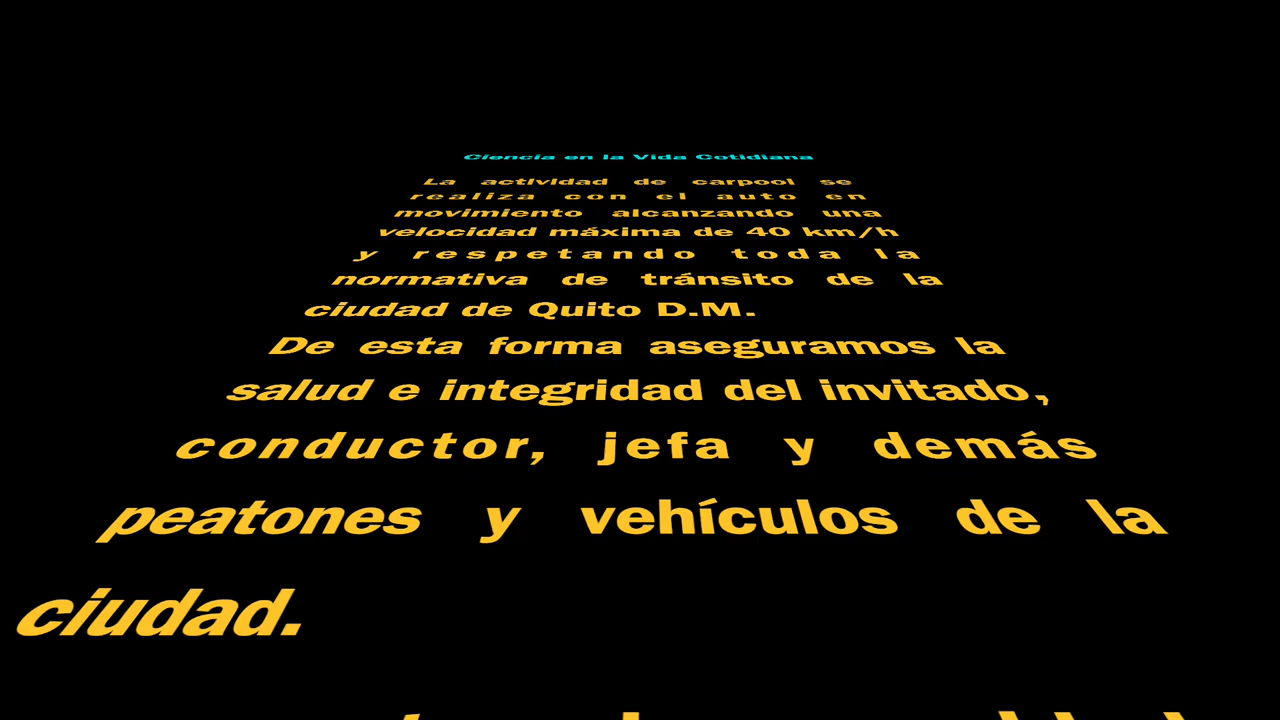 Ciencia en la Vida Cotidiana
La actividad de carpool se
realiza con el auto en
movimiento alcanzando una
velocidad máxima de 40 km/h
y respetando toda la
normativa de tránsito de la
ciudad de Quito D.M.
De esta forma aseguramos la
salud e integridad del invitado,
conductor, jefa y demás
peatones y vehículos de la
ciudad.